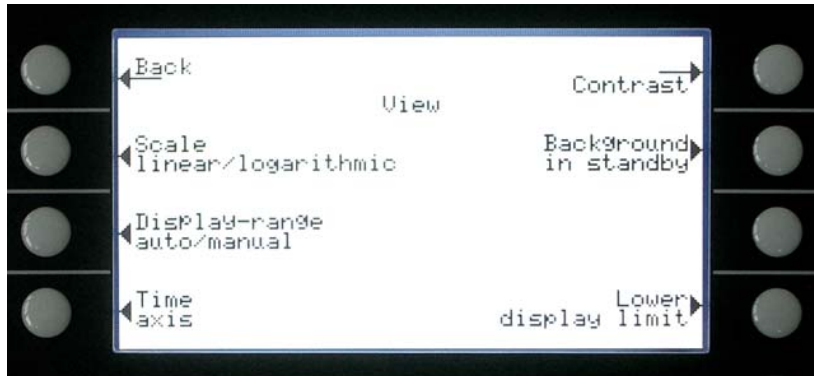 Back
Contrast
View
Scale
linear/logarithmic
Background
in standby
Display-range
auto/manual
Time
axis
Lower
display limit